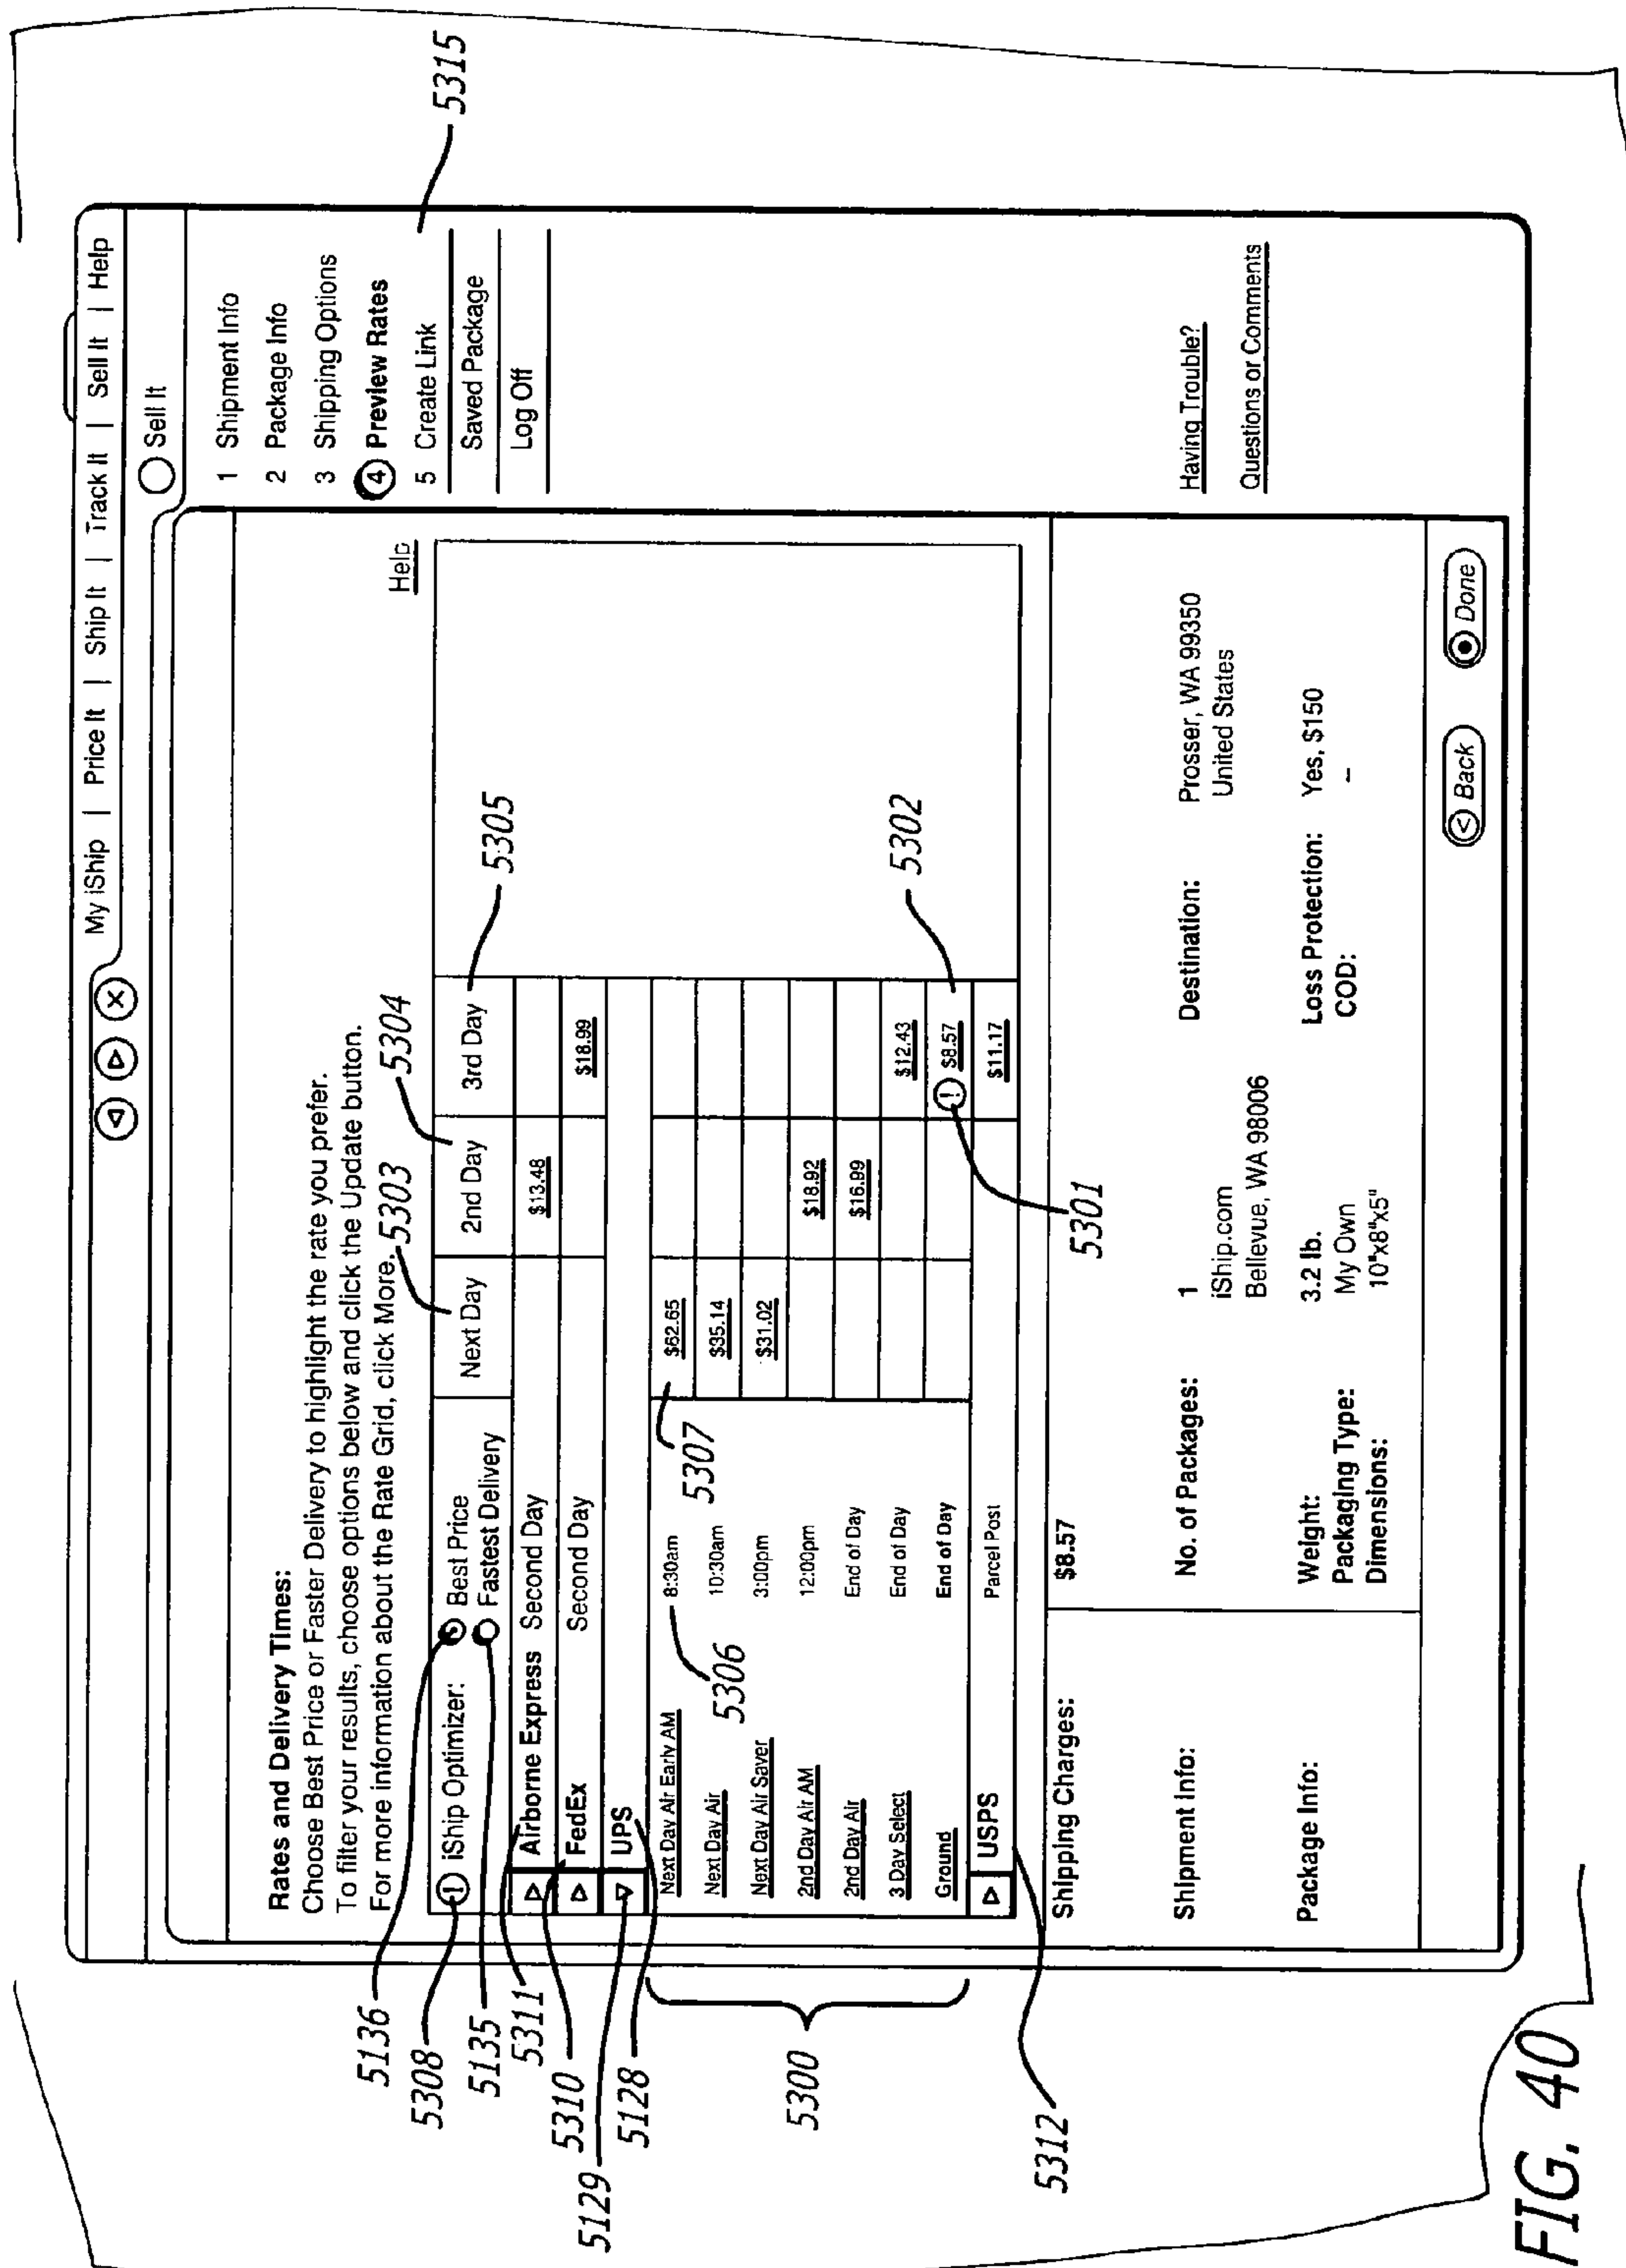 My iShip | Price It | Ship It | Track It | Sell It | Help
Sell It
1 Shipment Info
2 Package Info
3 Shipping Options
4 Preview Rates
5 Create Link
Saved Package
Log Off
5315
Having Trouble?
Questions or Comments
Help
Rates and Delivery Times:
Choose Best Price or Faster Delivery to highlight the rate you prefer.
To filter your results, choose options below and click the Update button.
For more information about the Rate Grid, click More.
5303
5304
5305
5136
5308
5135
5311
5310
5129
5128
! iShip Optimizer: Best Price
Fastest Delivery
Next Day 2nd Day 3rd Day
Airborne Express Second Day $13.48
FedEx Second Day $18.99
UPS
Next Day Air Early AM 8:30am $62.65
Next Day Air 10:30am $35.14
Next Day Air Saver 3:00pm $31.02
2nd Day Air AM 12:00pm $18.92
2nd Day Air End of Day $16.99
3 Day Select End of Day $12.43
Ground End of Day ! $8.57
USPS Parcel Post $11.17
5306
5307
5302
5301
5300
5312
Shipping Charges: $8.57
Shipment Info: No. of Packages: 1 Destination: Prosser, WA 99350
iShip.com United States
Bellevue, WA 98006
Package Info: Weight: 3.2 lb. Loss Protection: Yes, $150
Packaging Type: My Own COD: –
Dimensions: 10"x8"x5"
< Back Done
FIG. 40